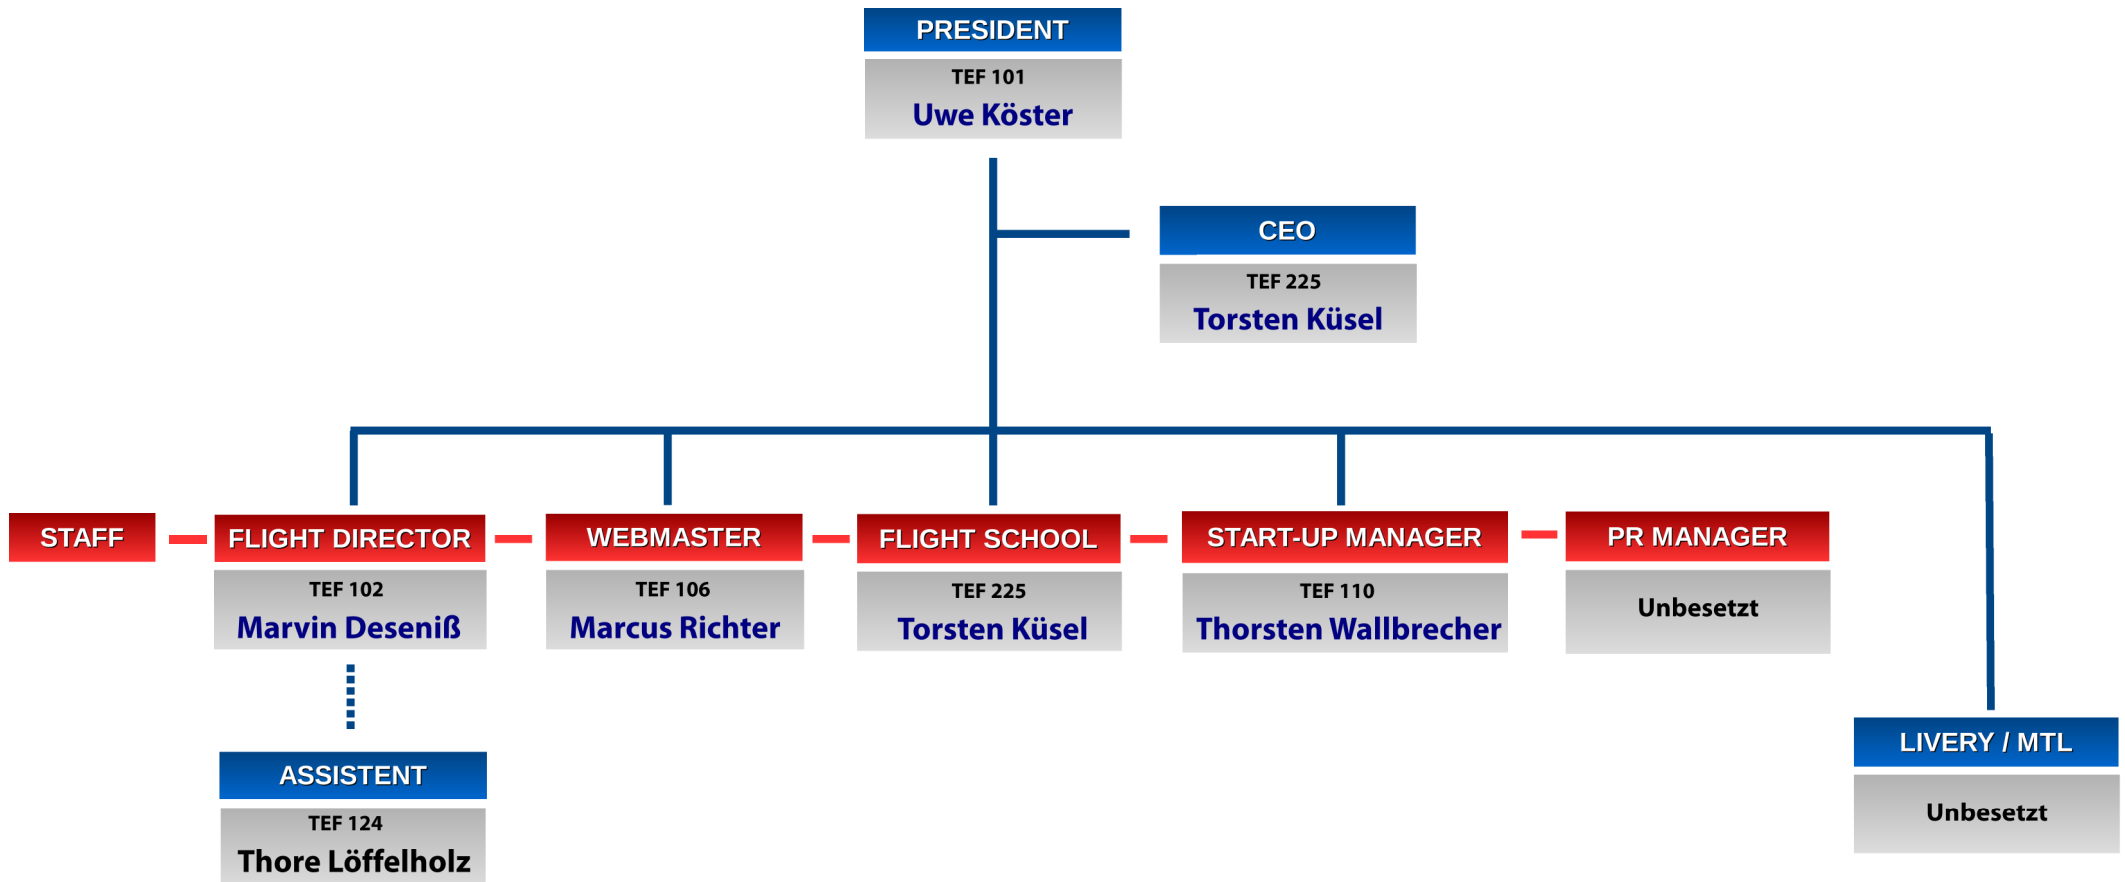 PRESIDENT
TEF 101
Uwe Köster
CEO
TEF 225
Torsten Küsel
STAFF
FLIGHT DIRECTOR
TEF 102
Marvin Deseniß
WEBMASTER
TEF 106
Marcus Richter
FLIGHT SCHOOL
TEF 225
Torsten Küsel
START-UP MANAGER
TEF 110
Thorsten Wallbrecher
PR MANAGER
Unbesetzt
ASSISTENT
TEF 124
Thore Löffelholz
LIVERY / MTL
Unbesetzt